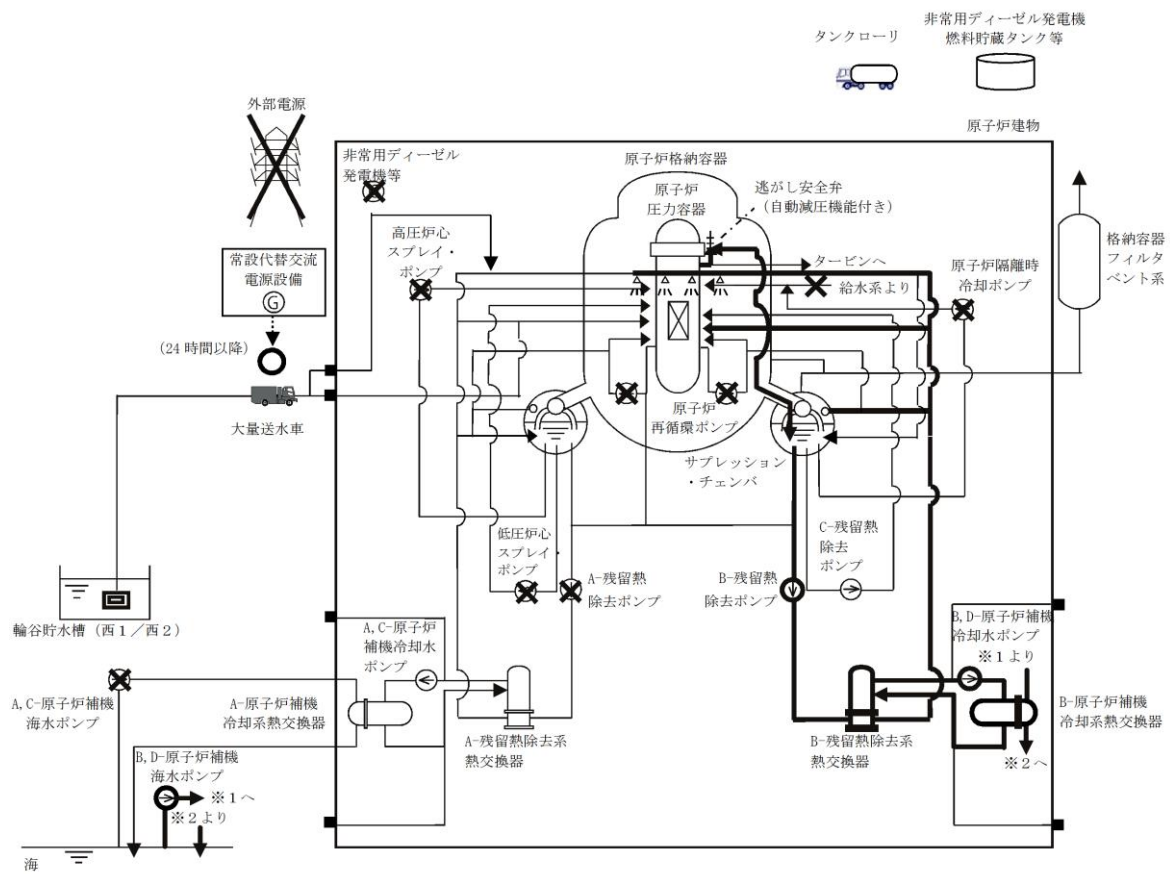 タンクローリ
非常用ディーゼル発電機
燃料貯蔵タンク等
外部電源
原子炉建物
非常用ディーゼル
発電機等
原子炉格納容器
原子炉
圧力容器
逃がし安全弁
(自動減圧機能付き)
高圧炉心
スプレイ・
ポンプ
常設代替交流
電源設備
G
(24時間以降)
タービンへ
給水系より
原子炉隔離時
冷却ポンプ
格納容器
フィルタ
ベント系
大量送水車
原子炉
再循環ポンプ
サプレッション
・チェンバ
低圧炉心
スプレイ・
ポンプ
A-残留熱
除去ポンプ
B-残留熱
除去ポンプ
C-残留熱
除去
ポンプ
輪谷貯水槽(西1/西2)
A,C-原子炉
補機冷却水
ポンプ
B,D-原子炉補機
冷却水ポンプ
※1より
A,C-原子炉補機
海水ポンプ
A-原子炉補機
冷却系熱交換器
A-残留熱除去系
熱交換器
B-残留熱除去系
熱交換器
B-原子炉補機
冷却系熱交換器
※2へ
B,D-原子炉補機
海水ポンプ
※1へ
※2より
海